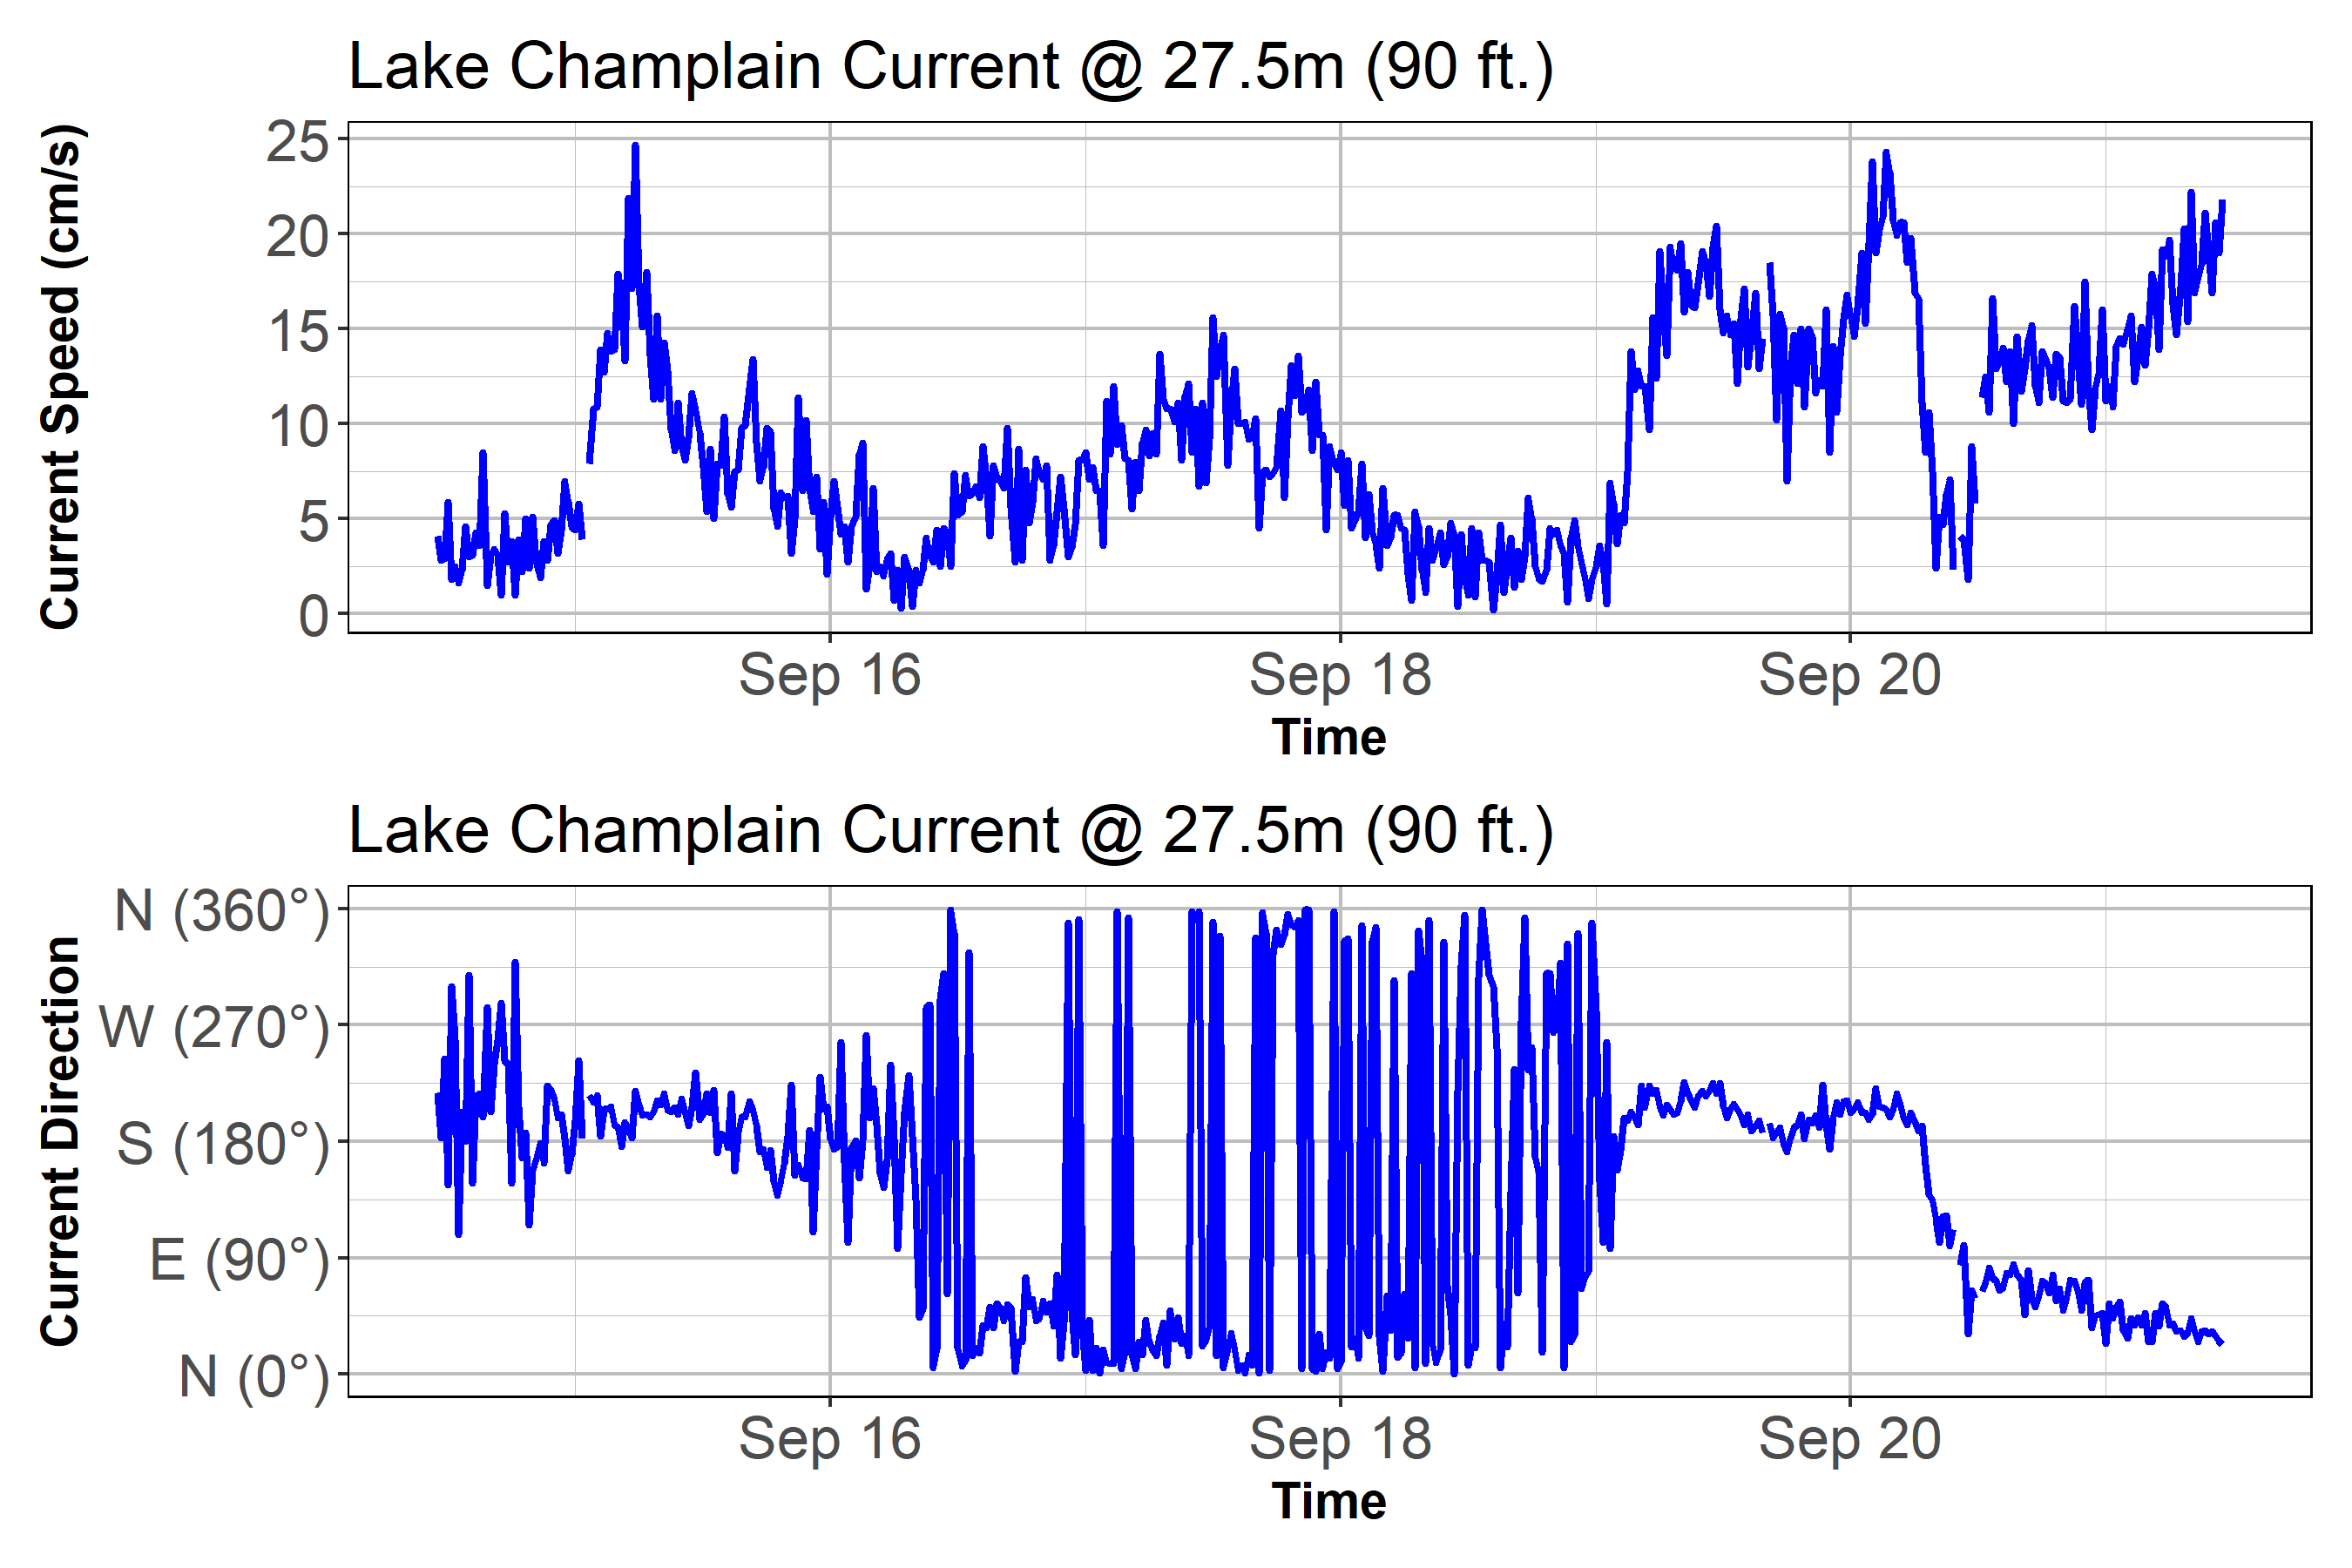 Lake Champlain Current @ 27.5m (90 ft.)
Current Speed (cm/s)
25
20
15
10
5
0
Sep 16 Sep 18 Sep 20
Time
Lake Champlain Current @ 27.5m (90 ft.)
Current Direction
N (360°)
W (270°)
S (180°)
E (90°)
N (0°)
Sep 16 Sep 18 Sep 20
Time